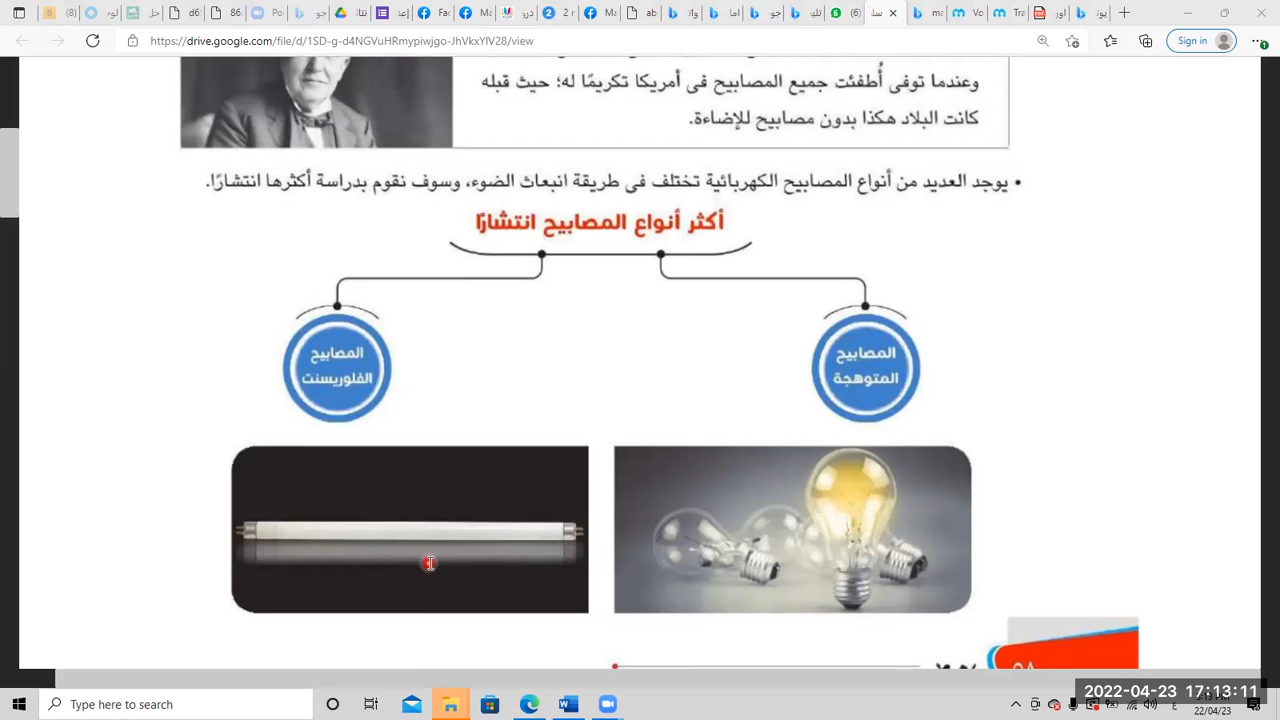 https://drive.google.com/file/d/1SD-g-d4NGVuHRmypiwjgo-JhVkxYlV28/view
Sign in
وعندما توفى أُطفئت جميع المصابيح فى أمريكا تكريمًا له؛ حيث قبله
كانت البلاد هكذا بدون مصابيح للإضاءة.
• يوجد العديد من أنواع المصابيح الكهربائية تختلف فى طريقة انبعاث الضوء، وسوف نقوم بدراسة أكثرها انتشارًا.
أكثر أنواع المصابيح انتشارًا
المصابيح
المتوهجة
المصابيح
الفلوريسنت
2022-04-23 17:13:11
Type here to search
22/04/23